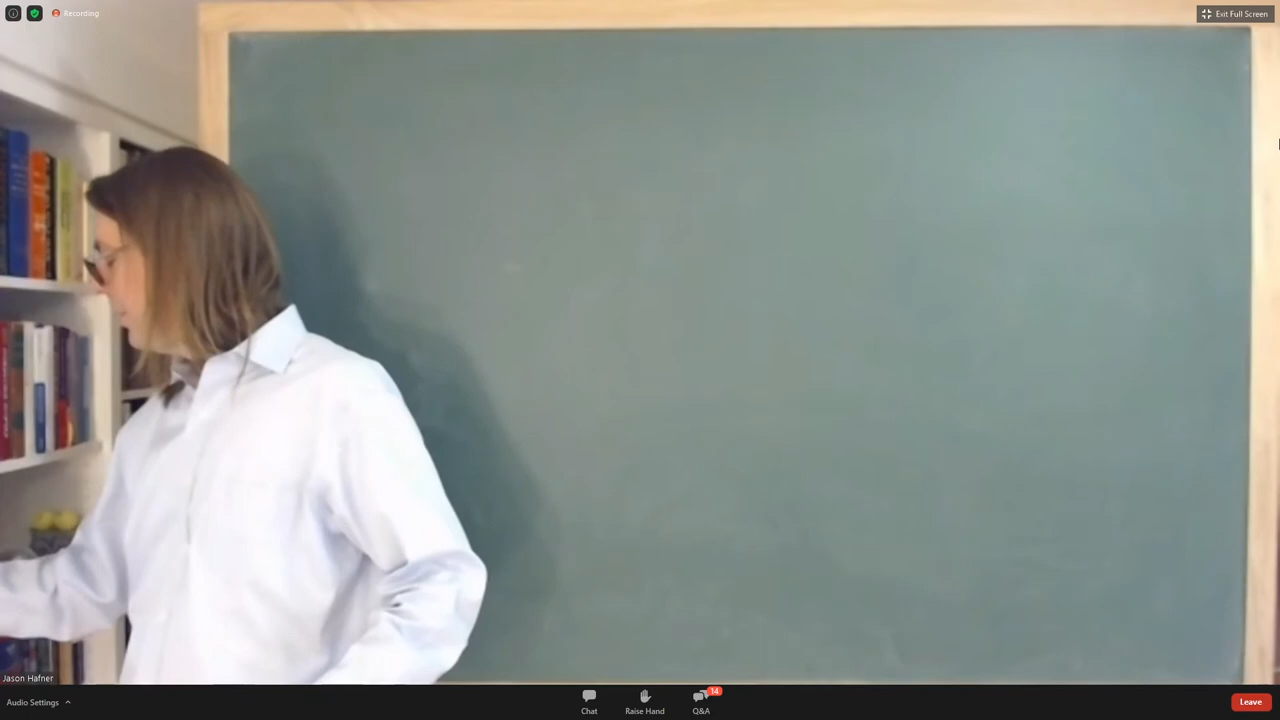 Recording
Exit Full Screen
Jason Hafner
Audio Settings
Chat
Raise Hand
14
Q&A
Leave